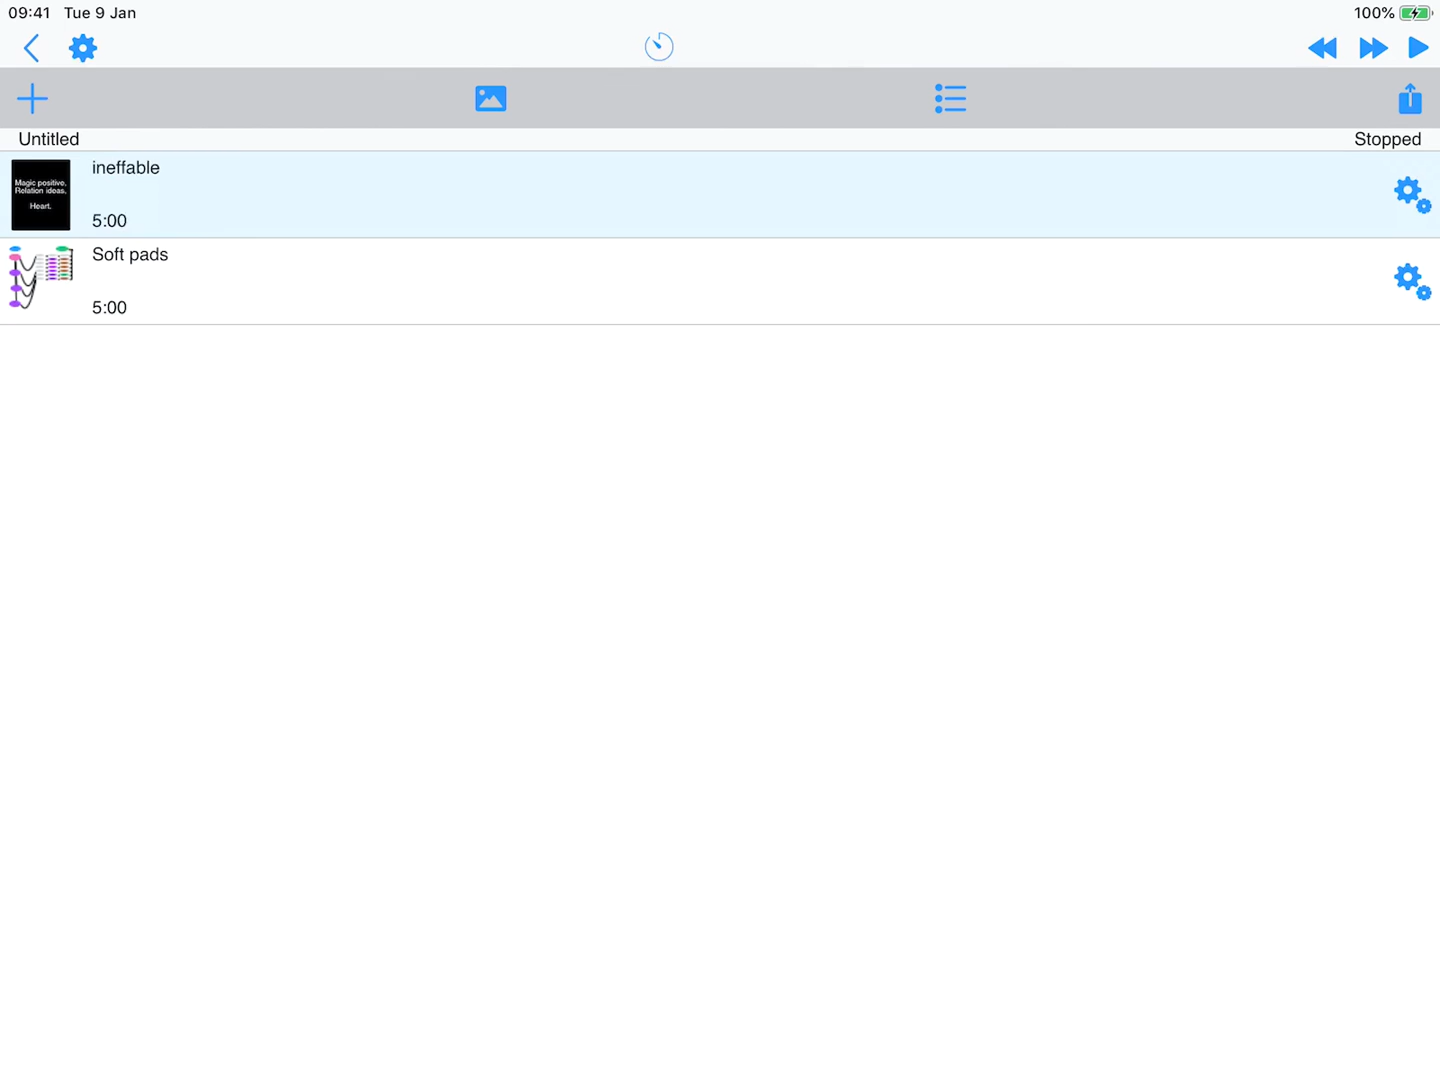 09:41 Tue 9 Jan
100%
Untitled
Stopped
Magic positive,
Relation ideas,
Heart.
ineffable
5:00
Soft pads
5:00